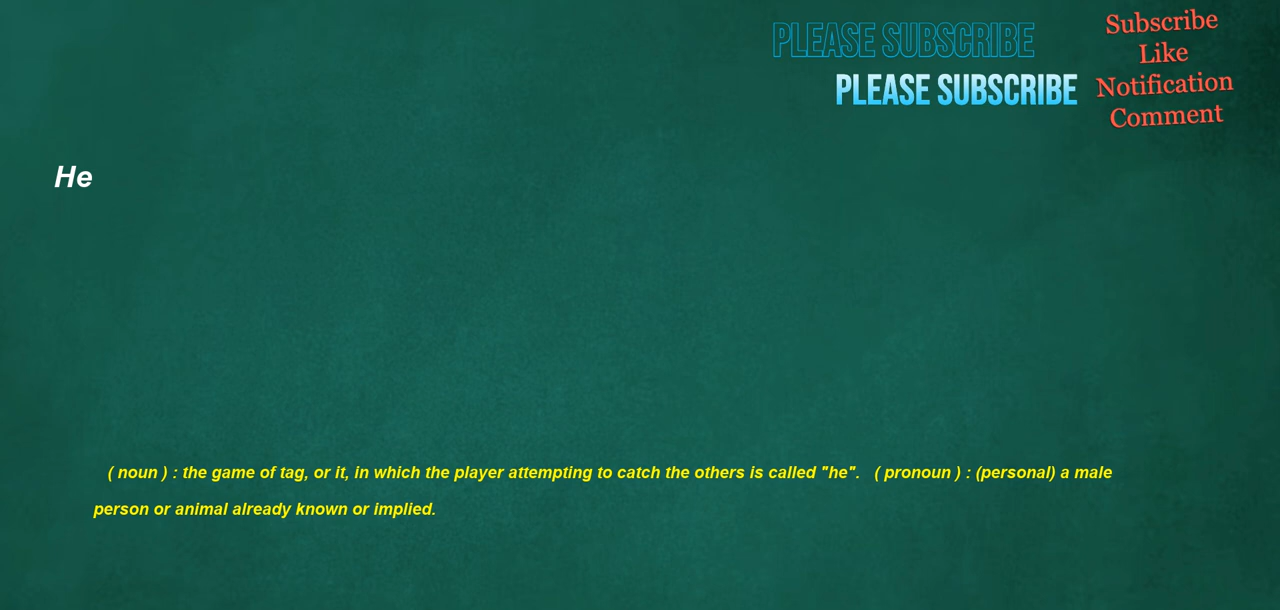 PLEASE SUBSCRIBE
PLEASE SUBSCRIBE
Subscribe
Like
Notification
Comment
He
( noun ) : the game of tag, or it, in which the player attempting to catch the others is called "he". ( pronoun ) : (personal) a male
person or animal already known or implied.